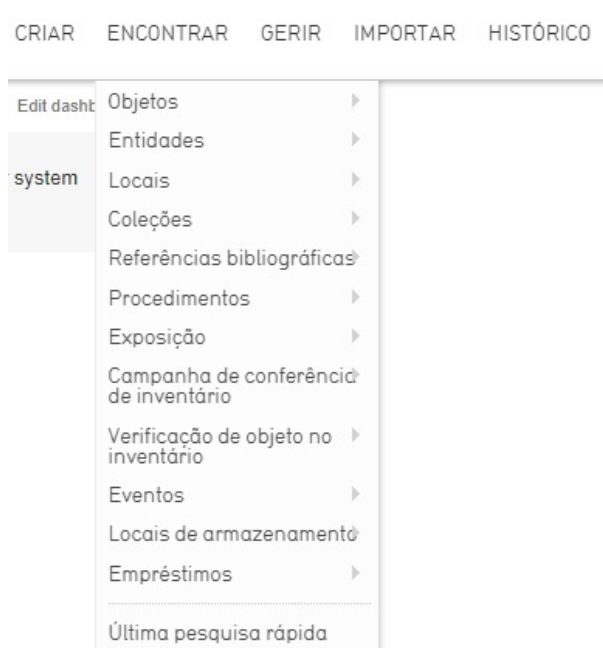 CRIAR ENCONTRAR GERIR IMPORTAR HISTÓRICO
Edit dashb
Objetos
Entidades
system
Locais
Coleções
Referências bibliográficas
Procedimentos
Exposição
Campanha de conferência
de inventário
Verificação de objeto no
inventário
Eventos
Locais de armazenamento
Empréstimos
Última pesquisa rápida